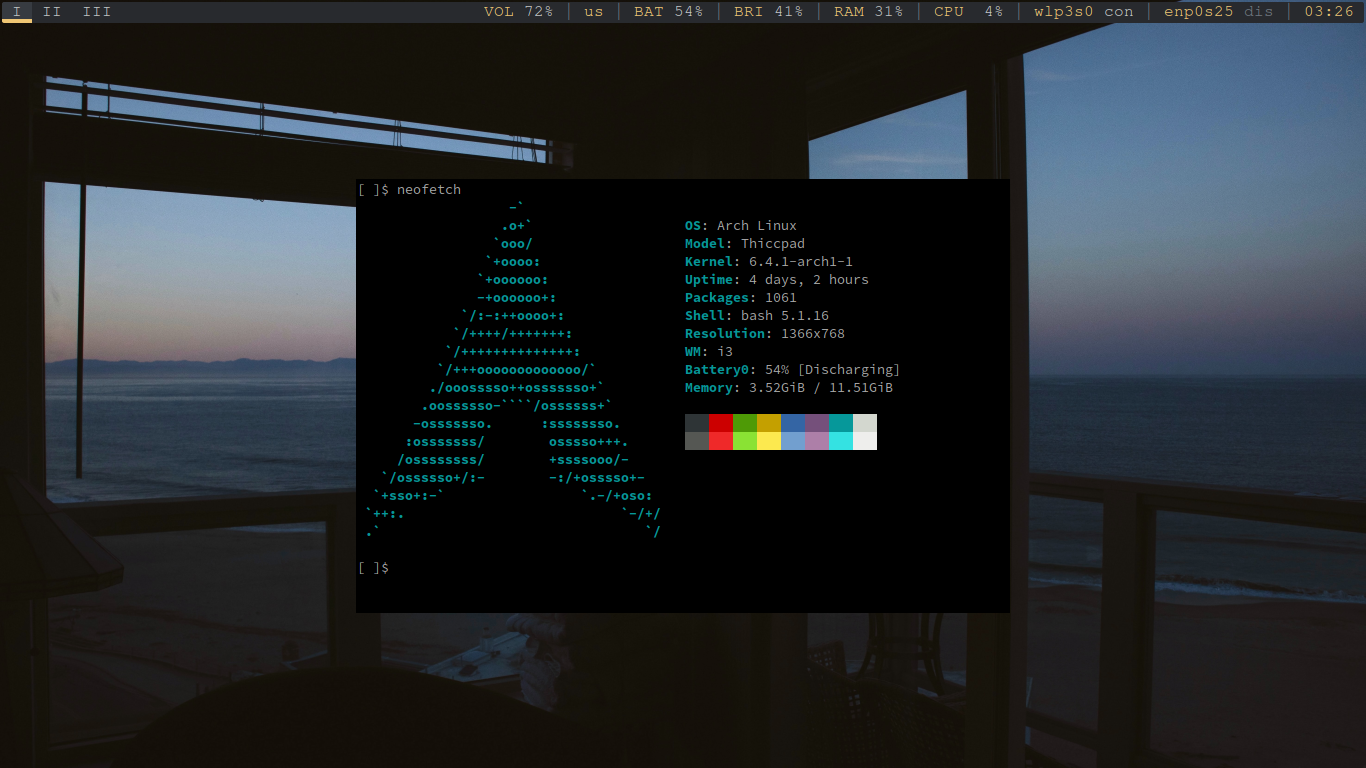 I II III VOL 72% | us | BAT 54% | BRI 41% | RAM 31% | CPU 4% | wlp3s0 con | enp0s25 dis | 03:26
[ ]$ neofetch
-`
.o+`
`ooo/ OS: Arch Linux
`+oooo: Model: Thiccpad
`+oooooo: Kernel: 6.4.1-arch1-1
-+oooooo+: Uptime: 4 days, 2 hours
`/:-:++oooo+: Packages: 1061
`/++++/+++++++: Shell: bash 5.1.16
`/++++++++++++++: Resolution: 1366x768
`/+++ooooooooooooo/` WM: i3
./ooosssso++osssssso+` Battery0: 54% [Discharging]
.oossssso-````/ossssss+` Memory: 3.52GiB / 11.51GiB
-osssssso. :ssssssso.
:osssssss/ osssso+++.
/ossssssss/ +ssssooo/-
`/ossssso+/:- -:/+osssso+-
`+sso+:-` `.-/+oso:
`++:. `-/+/
.` `/
[ ]$